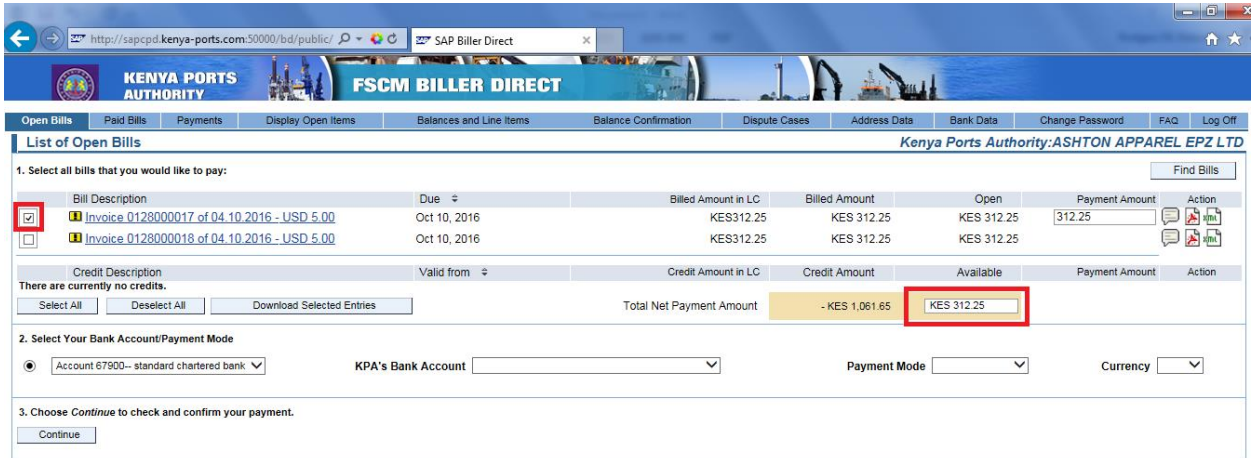 http://sapcpd.kenya-ports.com:50000/bd/public/
SAP Biller Direct
KENYA PORTS
AUTHORITY
FSCM BILLER DIRECT
Open Bills Paid Bills Payments Display Open Items Balances and Line Items Balance Confirmation Dispute Cases Address Data Bank Data Change Password FAQ Log Off
List of Open Bills Kenya Ports Authority:ASHTON APPAREL EPZ LTD
1. Select all bills that you would like to pay: Find Bills
Bill Description Due Billed Amount in LC Billed Amount Open Payment Amount Action
Invoice 0128000017 of 04.10.2016 - USD 5.00 Oct 10, 2016 KES312.25 KES 312.25 KES 312.25 312.25
Invoice 0128000018 of 04.10.2016 - USD 5.00 Oct 10, 2016 KES312.25 KES 312.25 KES 312.25
Credit Description Valid from Credit Amount in LC Credit Amount Available Payment Amount Action
There are currently no credits.
Select All Deselect All Download Selected Entries Total Net Payment Amount - KES 1,061.65 KES 312.25
2. Select Your Bank Account/Payment Mode
Account 67900-- standard chartered bank KPA's Bank Account Payment Mode Currency
3. Choose Continue to check and confirm your payment.
Continue